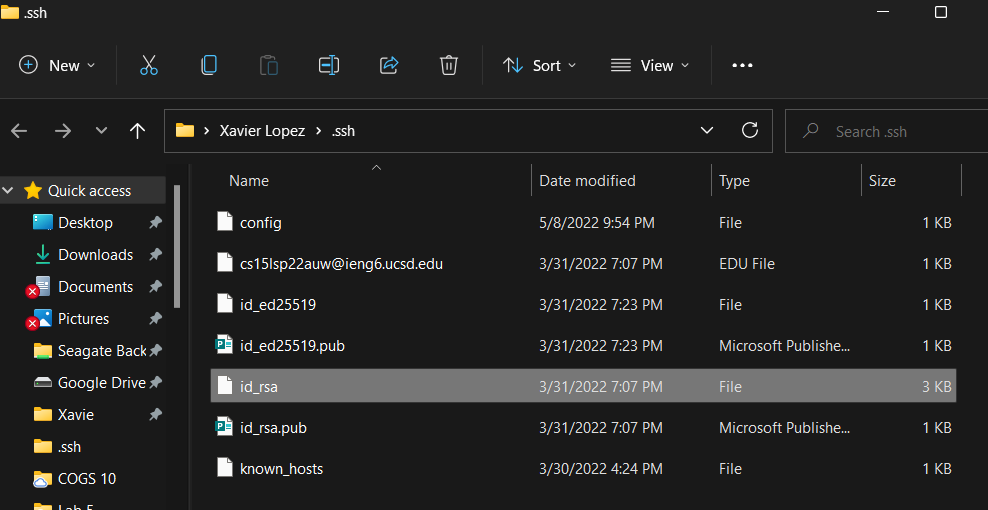 .ssh
New
Sort
View
Xavier Lopez > .ssh
Search .ssh
Name Date modified Type Size
Quick access
Desktop
Downloads
Documents
Pictures
Seagate Back
Google Drive
Xavie
.ssh
COGS 10
Lab 5
config 5/8/2022 9:54 PM File 1 KB
cs15lsp22auw@ieng6.ucsd.edu 3/31/2022 7:07 PM EDU File 1 KB
id_ed25519 3/31/2022 7:23 PM File 1 KB
id_ed25519.pub 3/31/2022 7:23 PM Microsoft Publishe... 1 KB
id_rsa 3/31/2022 7:07 PM File 3 KB
id_rsa.pub 3/31/2022 7:07 PM Microsoft Publishe... 1 KB
known_hosts 3/30/2022 4:24 PM File 1 KB